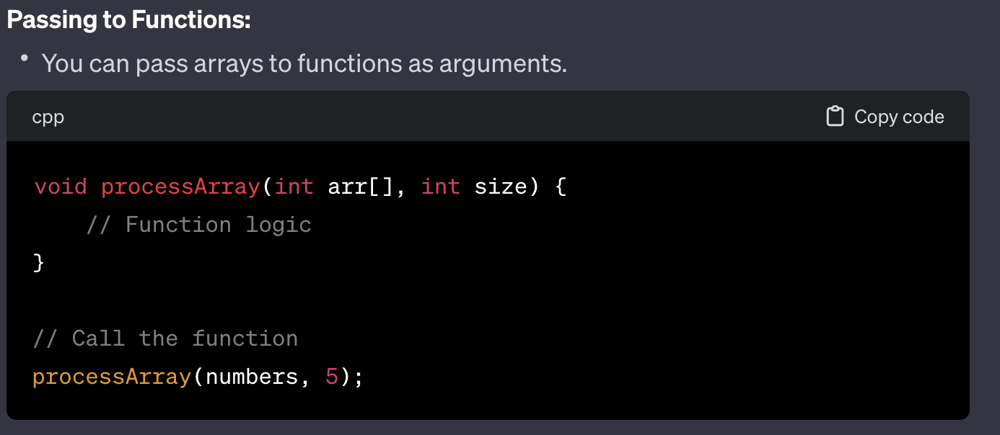 Passing to Functions:
• You can pass arrays to functions as arguments.
cpp
Copy code
void processArray(int arr[], int size) {
    // Function logic
}
// Call the function
processArray(numbers, 5);